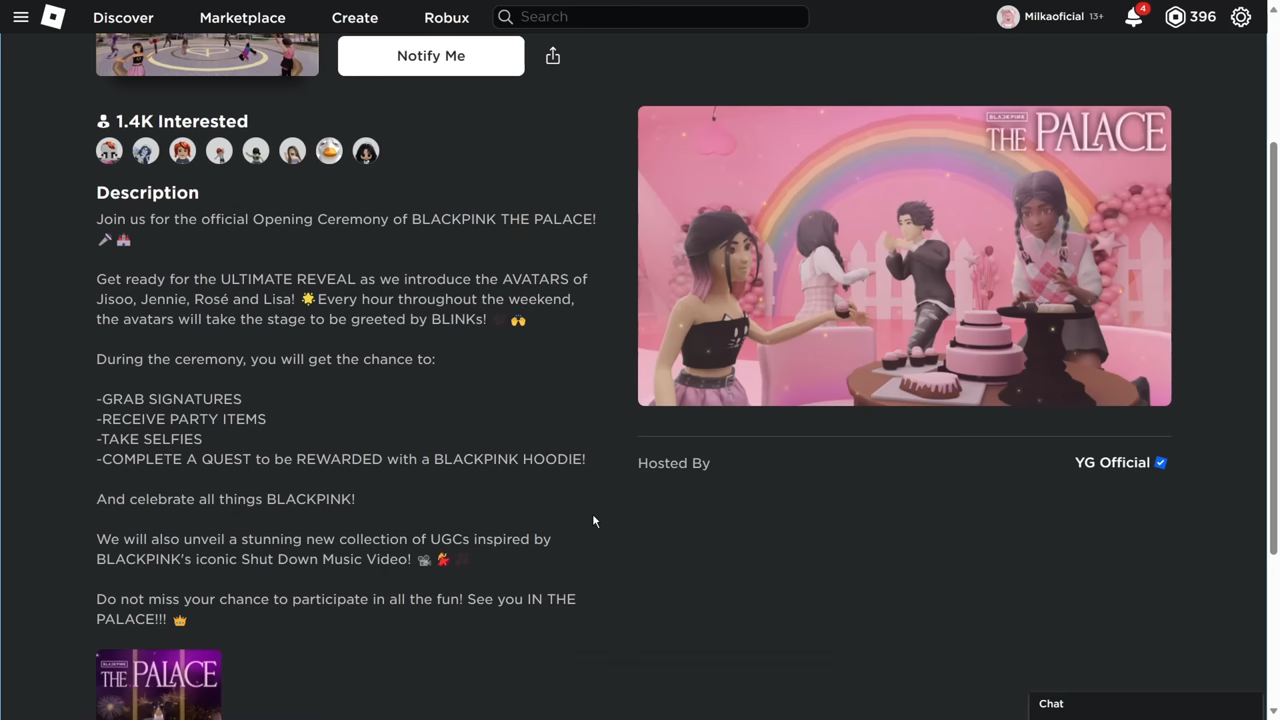 Discover
Marketplace
Create
Robux
Search
Milkaoficial 13+
4
396
Notify Me
1.4K Interested
Description
Join us for the official Opening Ceremony of BLACKPINK THE PALACE!
🎤 🏰
Get ready for the ULTIMATE REVEAL as we introduce the AVATARS of
Jisoo, Jennie, Rosé and Lisa! 🌟Every hour throughout the weekend,
the avatars will take the stage to be greeted by BLINKs! 🖤 🙌
During the ceremony, you will get the chance to:
-GRAB SIGNATURES
-RECEIVE PARTY ITEMS
-TAKE SELFIES
-COMPLETE A QUEST to be REWARDED with a BLACKPINK HOODIE!
And celebrate all things BLACKPINK!
We will also unveil a stunning new collection of UGCs inspired by
BLACKPINK's iconic Shut Down Music Video! 📽 💃 🎶
Do not miss your chance to participate in all the fun! See you IN THE
PALACE!!! 👑
BLACKPINK
THE PALACE
BLACKPINK
THE PALACE
Hosted By
YG Official
Chat